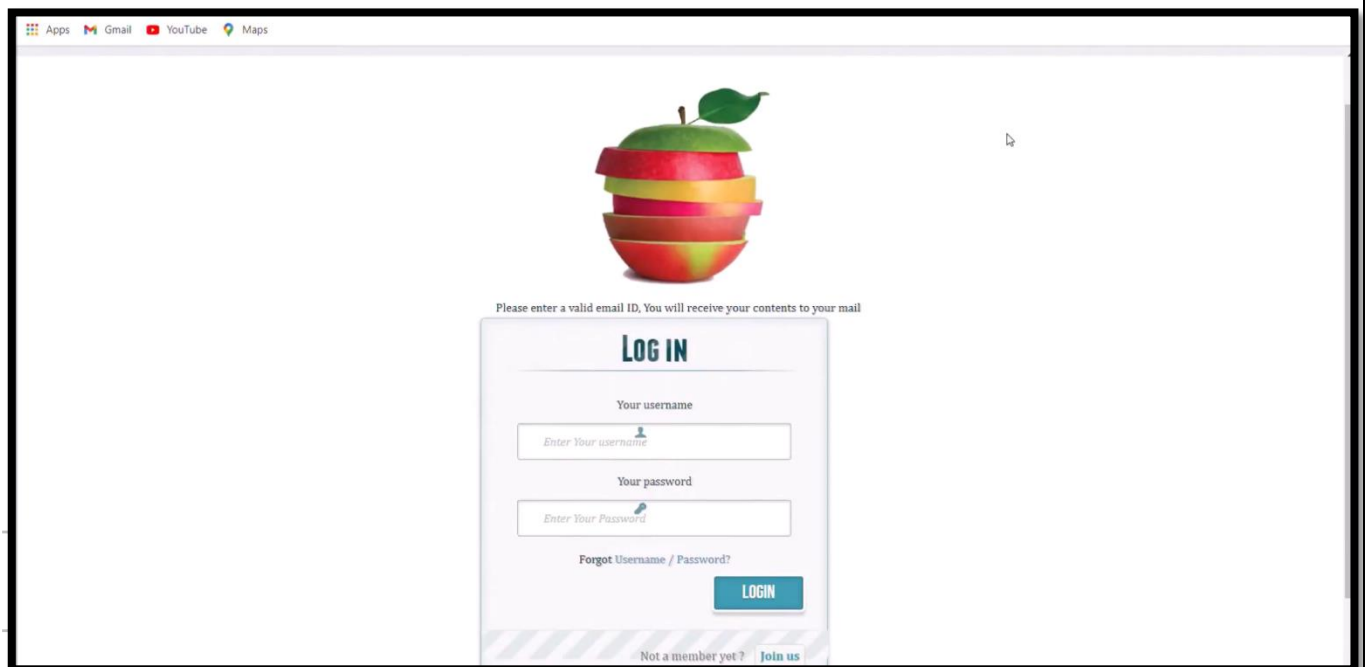 Apps Gmail YouTube Maps
Please enter a valid email ID, You will receive your contents to your mail
LOG IN
Your username
Enter Your username
Your password
Enter Your Password
Forgot Username / Password?
LOGIN
Not a member yet ? Join us